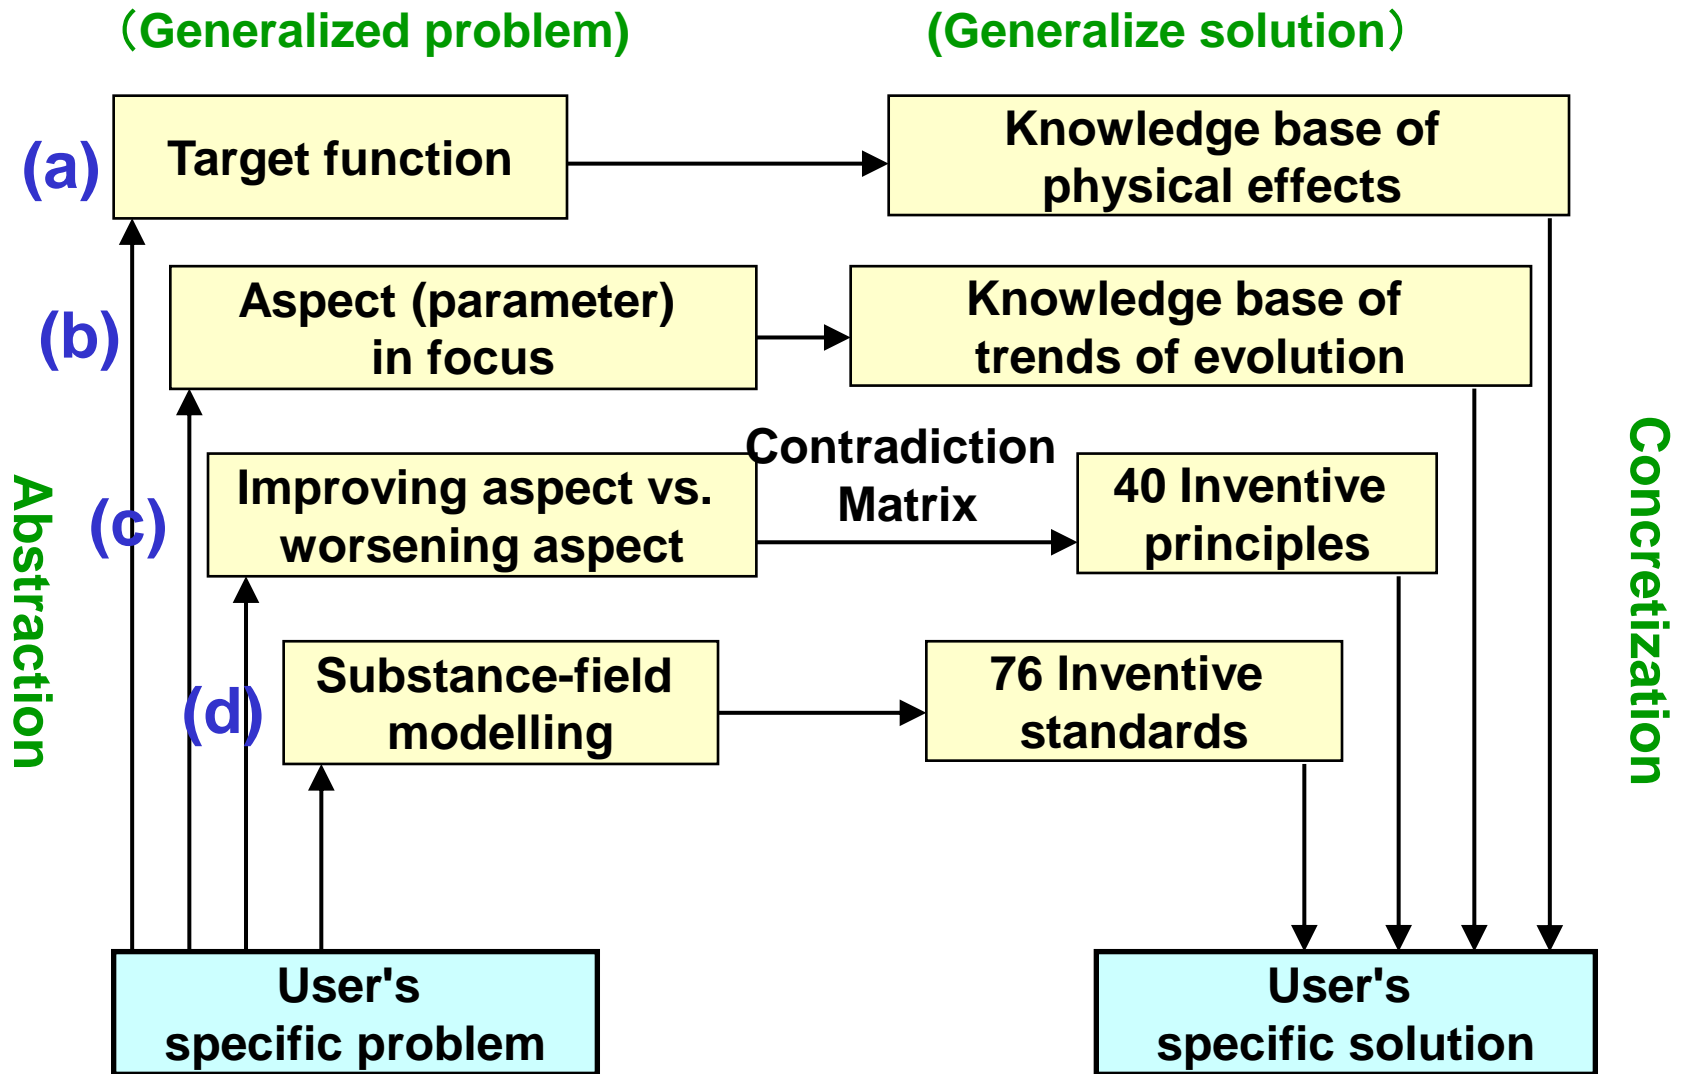 （Generalized problem)
(Generalize solution）
(a)
Target function
Knowledge base of
physical effects
(b)
Aspect (parameter)
in focus
Knowledge base of
trends of evolution
(c)
Improving aspect vs.
worsening aspect
Contradiction
Matrix
40 Inventive
principles
(d)
Substance-field
modelling
76 Inventive
standards
Abstraction
Concretization
User's
specific problem
User's
specific solution